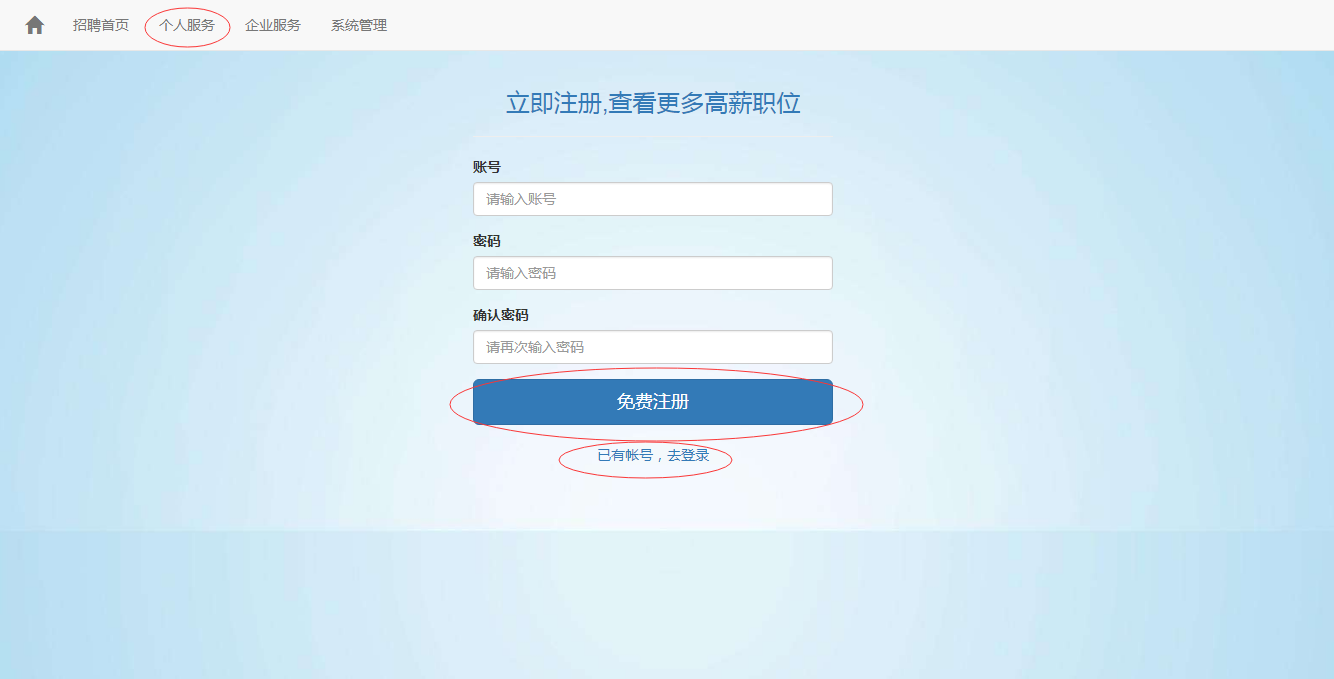 招聘首页 个人服务 企业服务 系统管理
立即注册,查看更多高薪职位
账号
请输入账号
密码
请输入密码
确认密码
请再次输入密码
免费注册
已有帐号，去登录